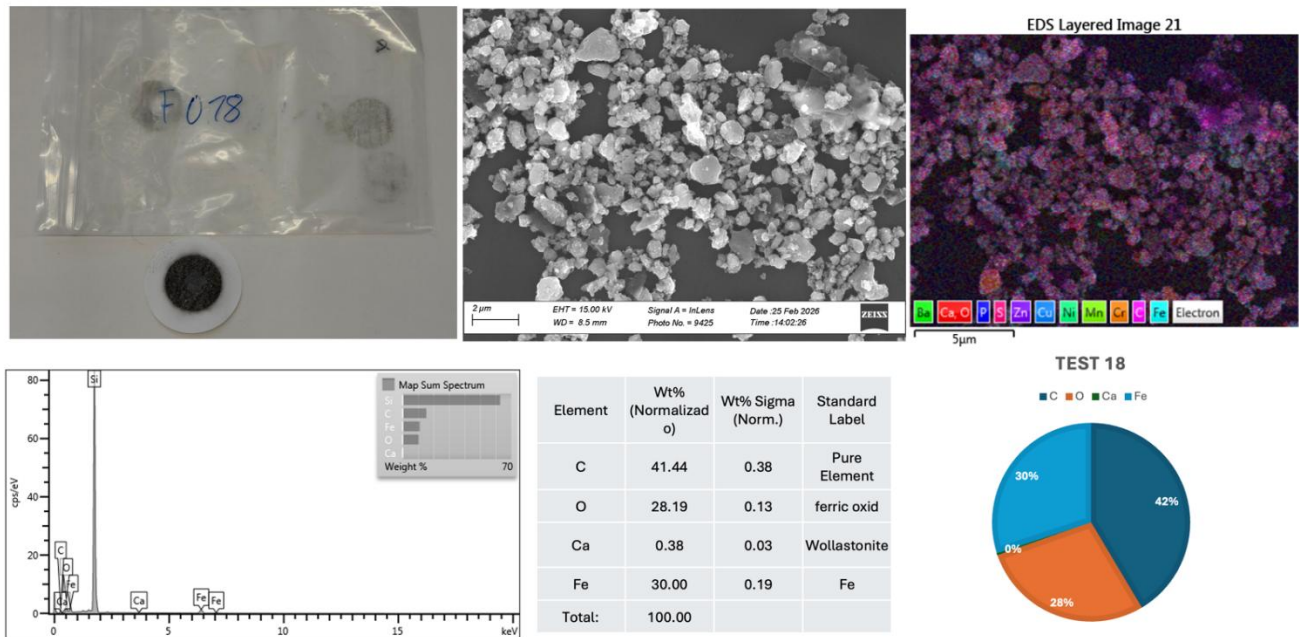 F 018
2 µm
EHT = 15.00 kV
WD = 8.5 mm
Signal A = InLens
Photo No. = 9425
Date :25 Feb 2026
Time :14:02:26
ZEISS
EDS Layered Image 21
Ba Ca, O P S Zn Cu Ni Mn Cr C Fe Electron
5µm
80
60
40
20
0
cps/eV
Si
C
O
Fe
Ca
Ca
Fe
Fe
0 5 10 15 keV
Map Sum Spectrum
Si
C
Fe
O
Ca
Weight % 70
Element Wt% (Normalizad o) Wt% Sigma (Norm.) Standard Label
C 41.44 0.38 Pure Element
O 28.19 0.13 ferric oxid
Ca 0.38 0.03 Wollastonite
Fe 30.00 0.19 Fe
Total: 100.00
TEST 18
C O Ca Fe
30%
42%
0%
28%